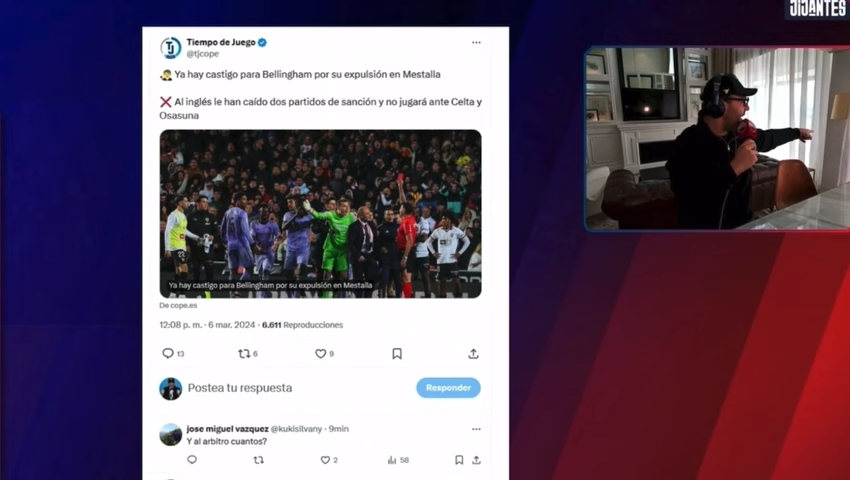 JIJANTES
Tiempo de Juego
@tjcope
Ya hay castigo para Bellingham por su expulsión en Mestalla
❌ Al inglés le han caído dos partidos de sanción y no jugará ante Celta y
Osasuna
Ya hay castigo para Bellingham por su expulsión en Mestalla
De cope.es
12:08 p. m. · 6 mar. 2024 · 6.611 Reproducciones
13 6 9
Postea tu respuesta
Responder
jose miguel vazquez @kukisilvany · 9min
Y al arbitro cuantos?
2 58